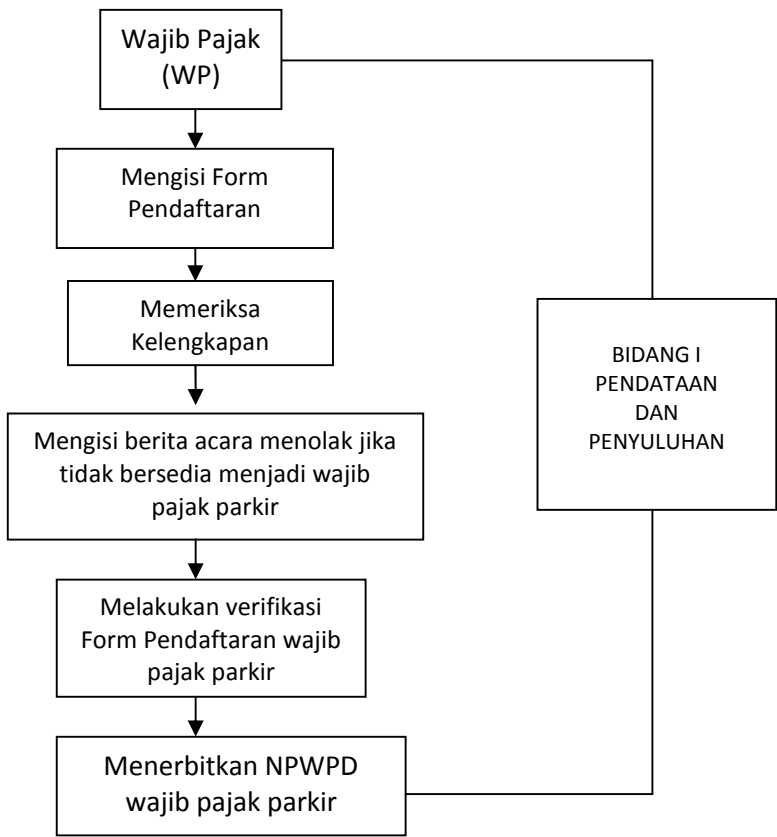 Wajib Pajak
(WP)
Mengisi Form
Pendaftaran
Memeriksa
Kelengkapan
Mengisi berita acara menolak jika
tidak bersedia menjadi wajib
pajak parkir
Melakukan verifikasi
Form Pendaftaran wajib
pajak parkir
Menerbitkan NPWPD
wajib pajak parkir
BIDANG I
PENDATAAN
DAN
PENYULUHAN